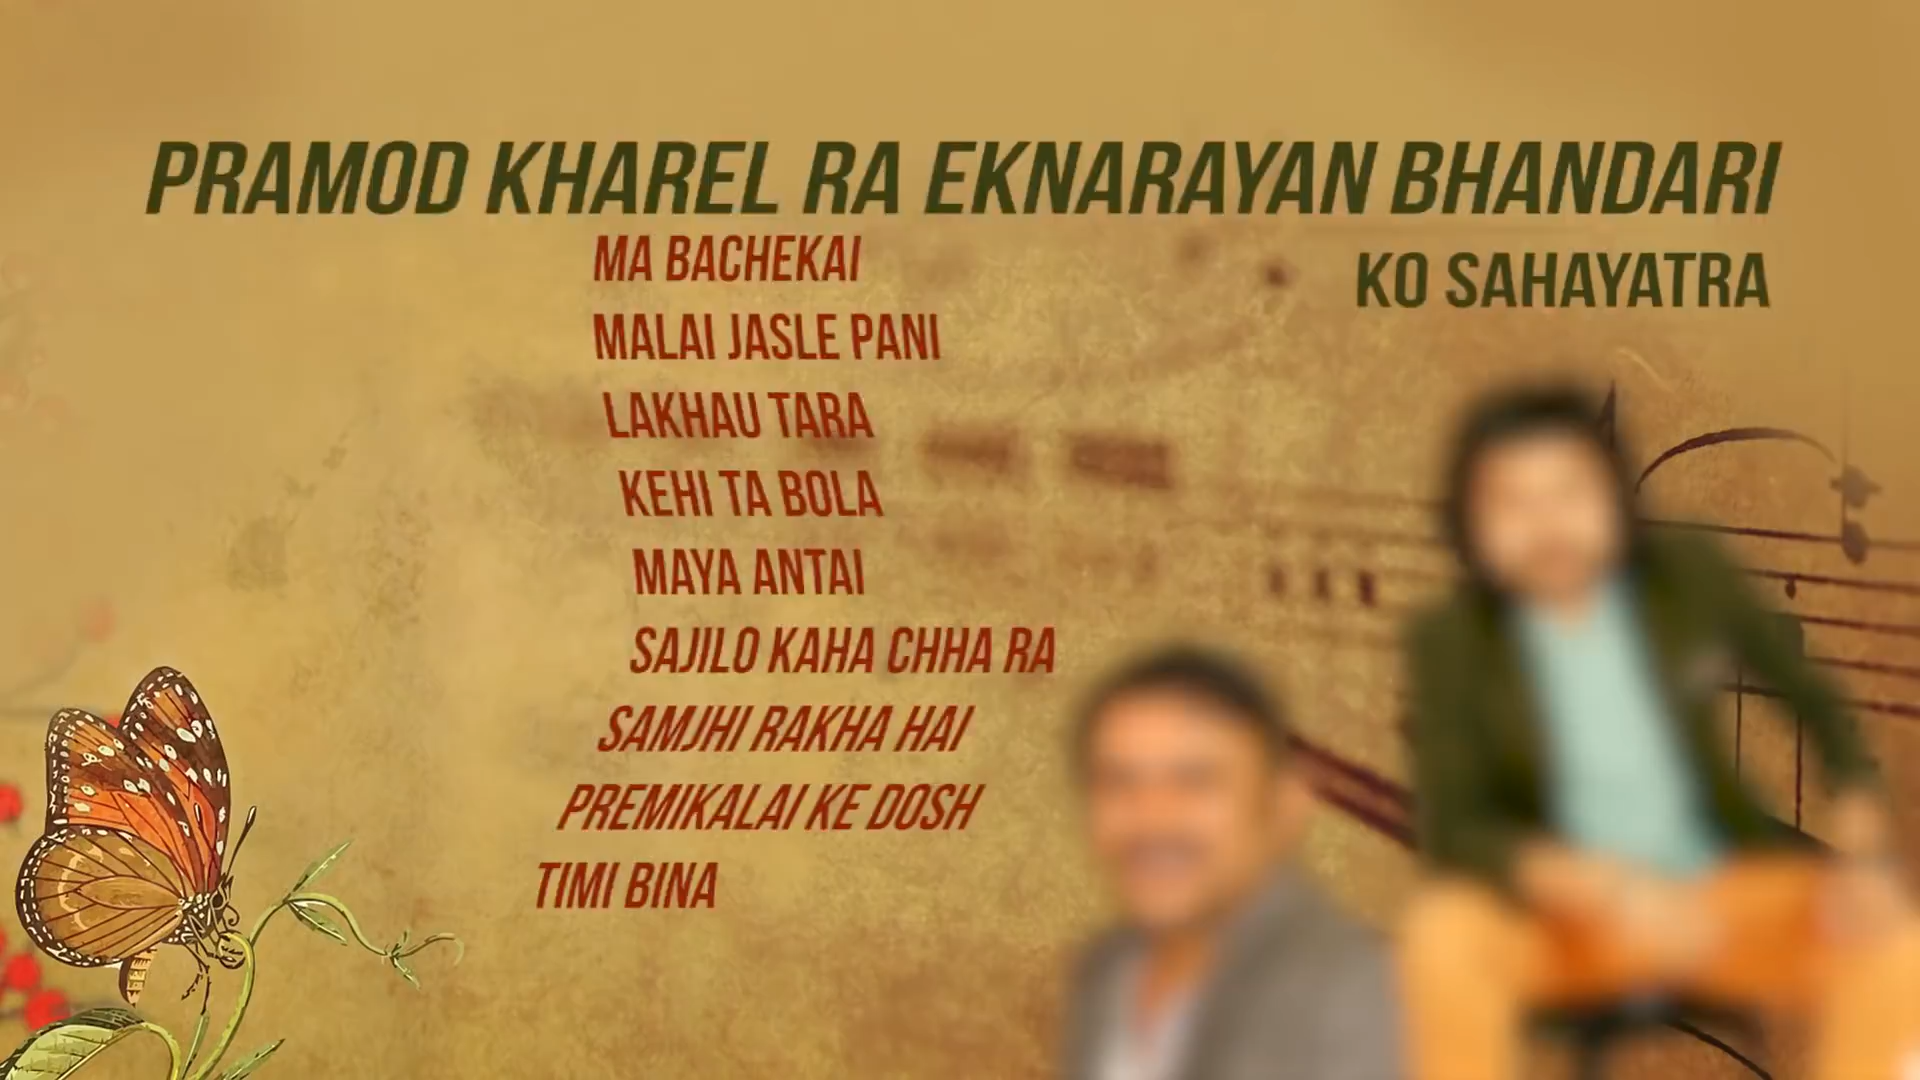 PRAMOD KHAREL RA EKNARAYAN BHANDARI
KO SAHAYATRA
MA BACHEKAI
MALAI JASLE PANI
LAKHAU TARA
KEHI TA BOLA
MAYA ANTAI
SAJILO KAHA CHHA RA
SAMJHI RAKHA HAI
PREMIKALAI KE DOSH
TIMI BINA